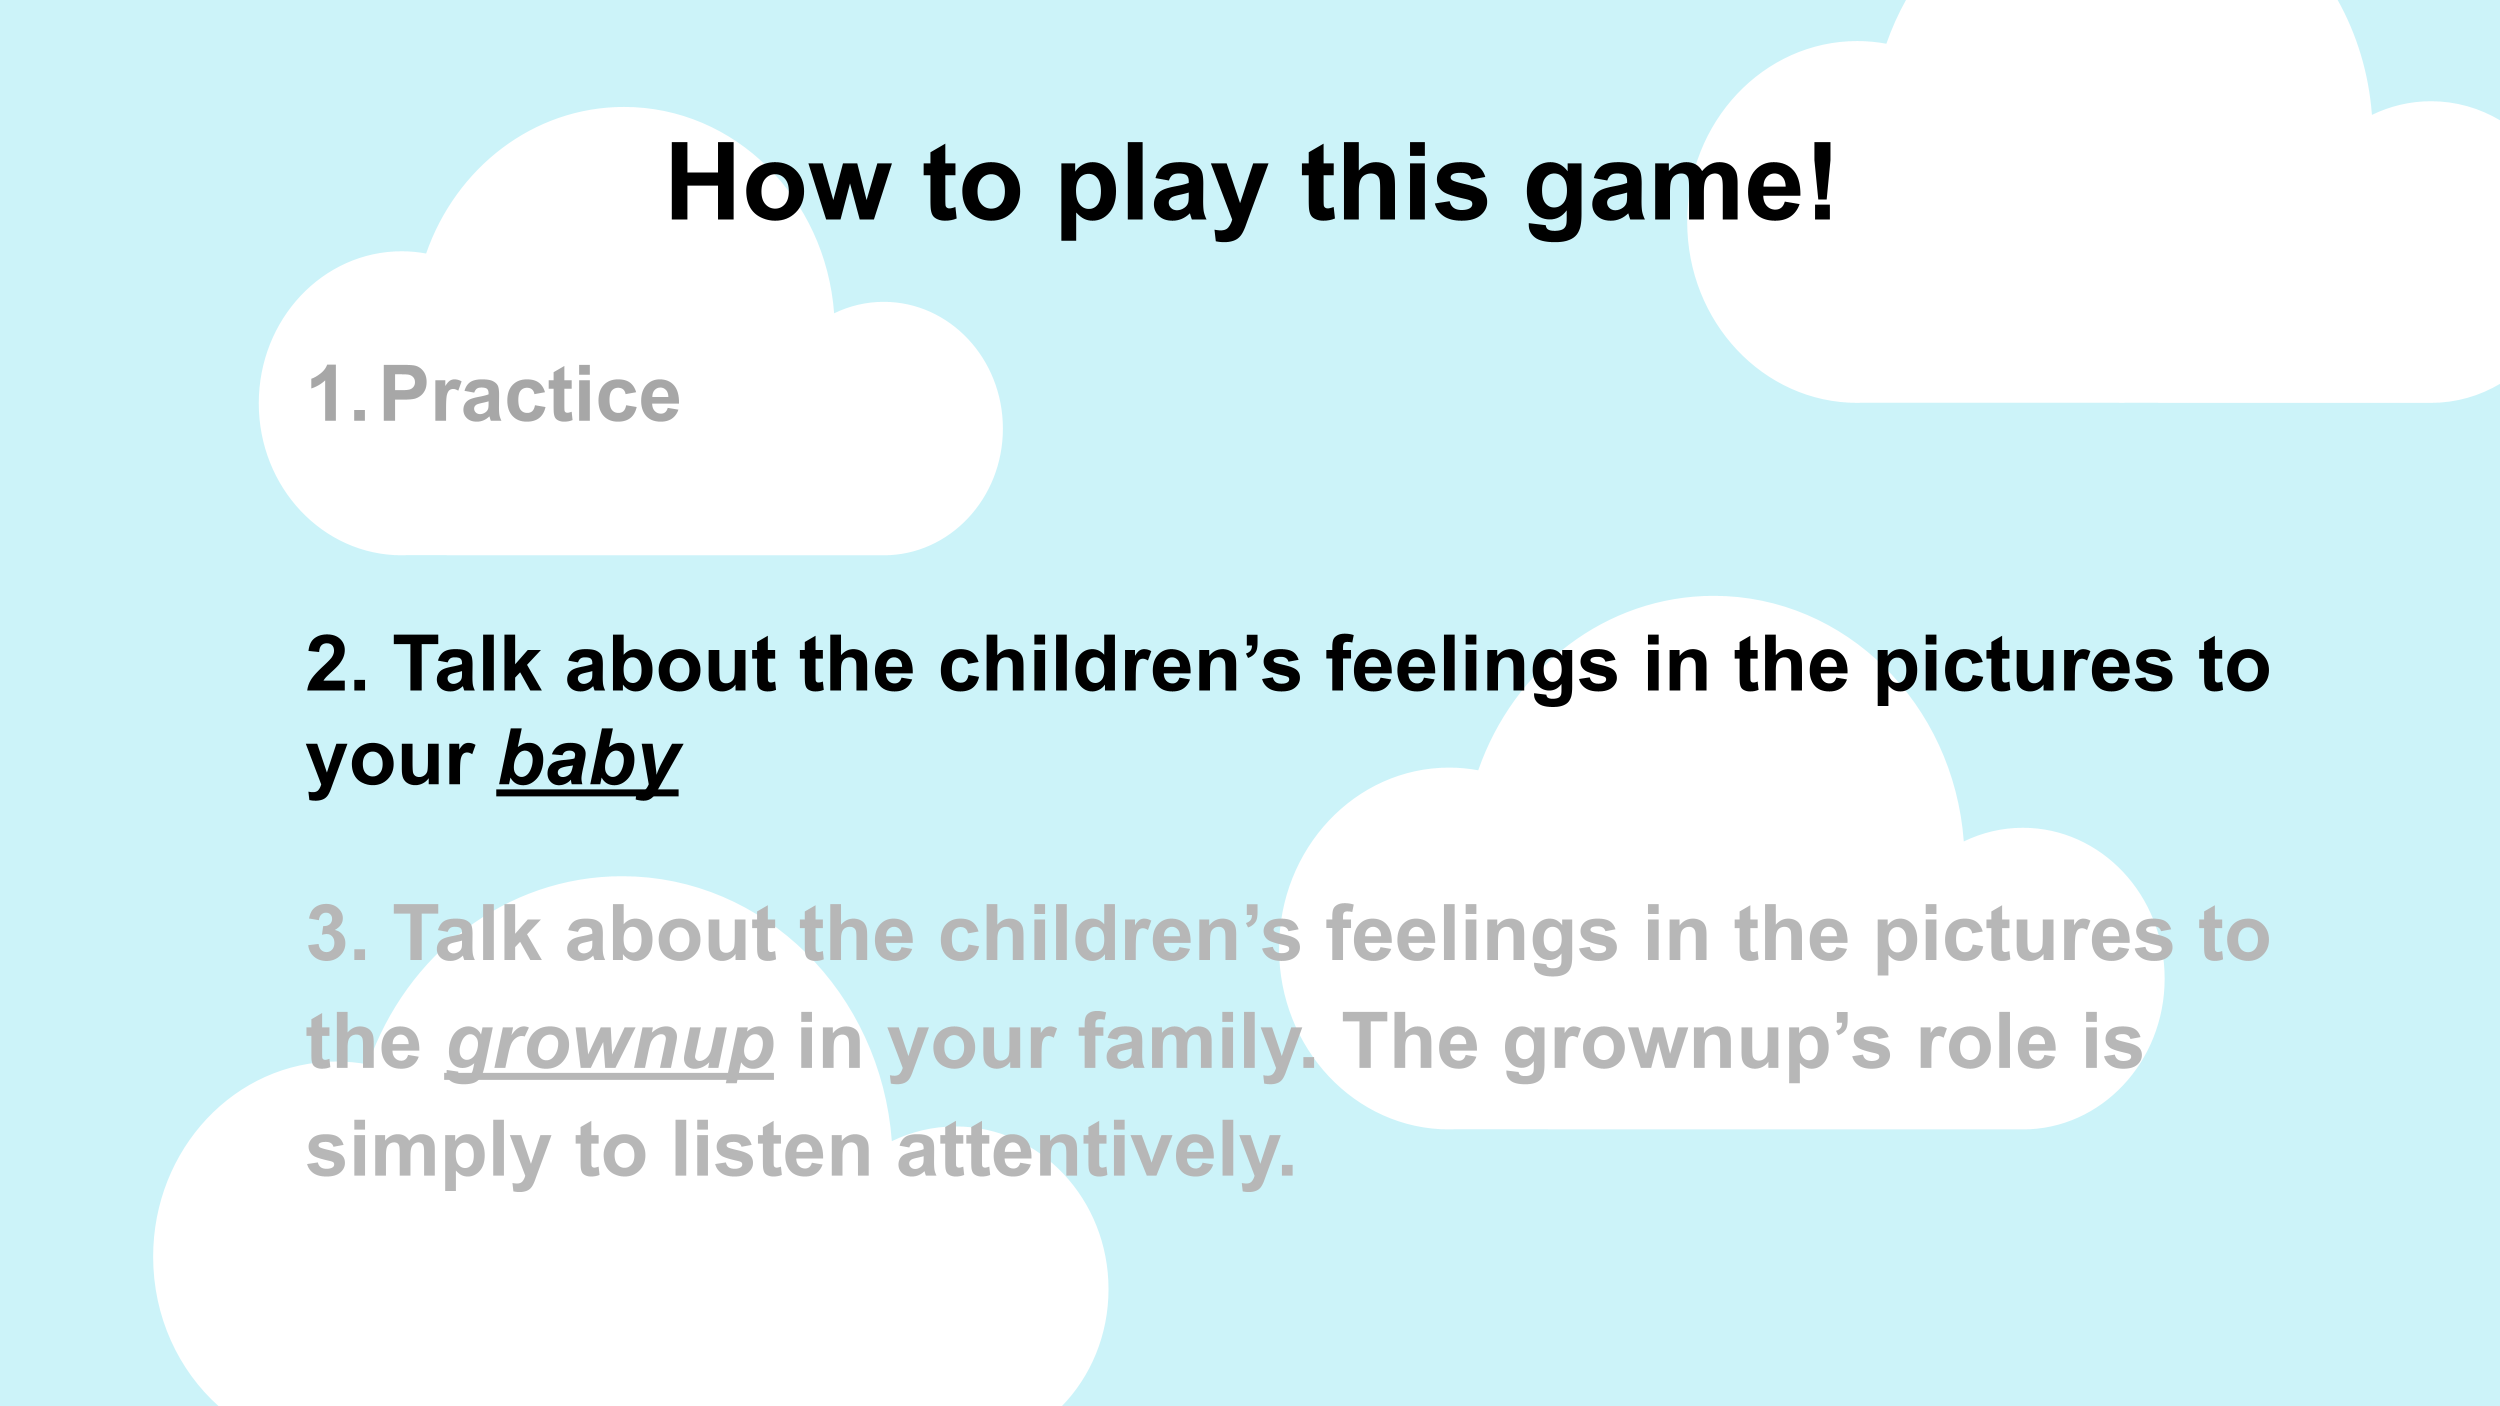 How to play this game!
1. Practice
2. Talk about the children’s feelings in the pictures to
your baby
3. Talk about the children’s feelings in the pictures to
the grownup in your family. The grownup’s role is
simply to listen attentively.